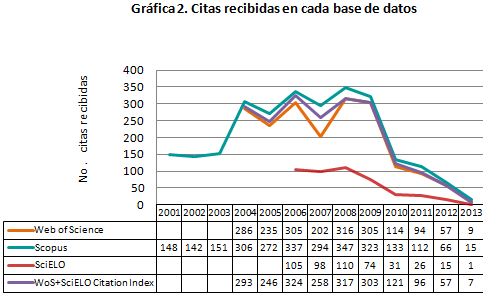 Gráfica 2. Citas recibidas en cada base de datos
No. citas recibidas
400
350
300
250
200
150
100
50
0
2001 2002 2003 2004 2005 2006 2007 2008 2009 2010 2011 2012 2013
Web of Science 286 235 305 202 316 305 114 94 57 9
Scopus 148 142 151 306 272 337 294 347 323 133 112 66 15
SciELO 105 98 110 74 31 26 15 1
WoS+SciELO Citation Index 293 246 324 258 317 303 121 96 57 7